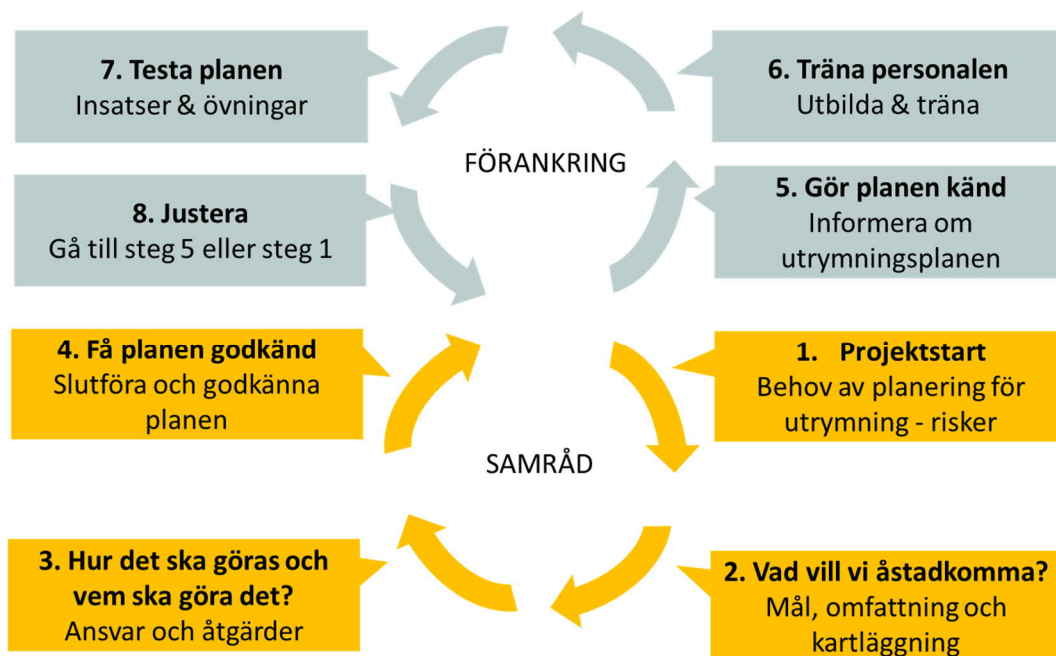 7. Testa planen
Insatser & övningar
6. Träna personalen
Utbilda & träna
FÖRANKRING
8. Justera
Gå till steg 5 eller steg 1
5. Gör planen känd
Informera om
utrymningsplanen
4. Få planen godkänd
Slutföra och godkänna
planen
1. Projektstart
Behov av planering för
utrymning - risker
SAMRÅD
3. Hur det ska göras och
vem ska göra det?
Ansvar och åtgärder
2. Vad vill vi åstadkomma?
Mål, omfattning och
kartläggning